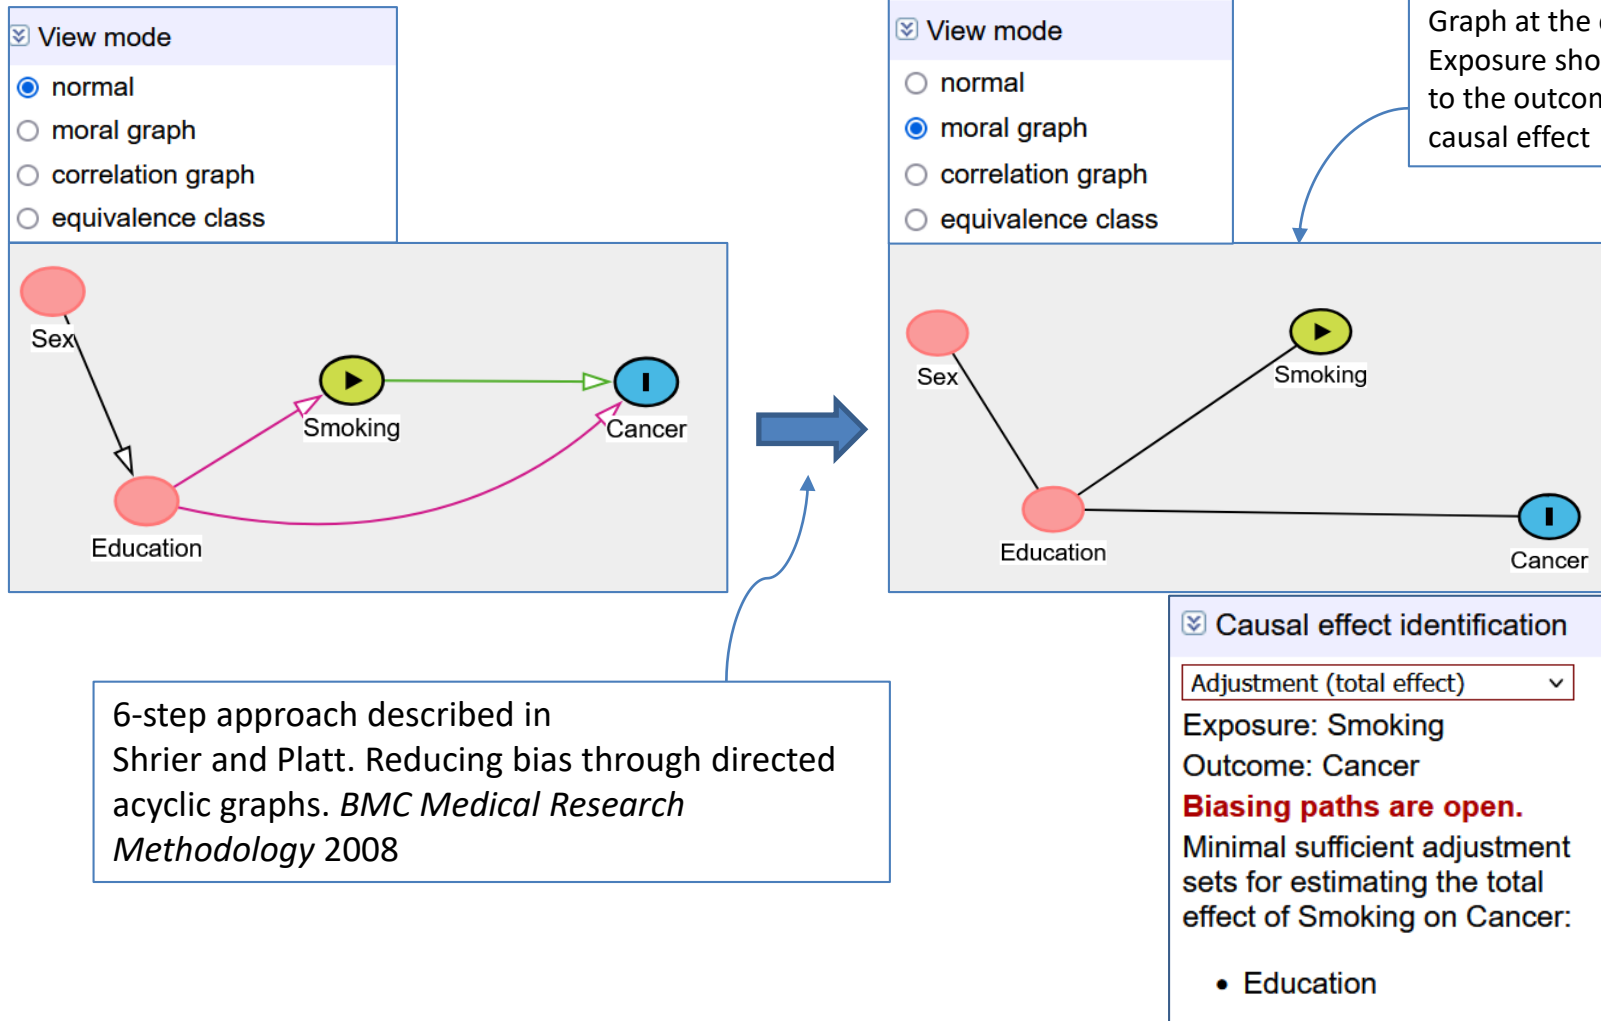 View mode
normal
moral graph
correlation graph
equivalence class
Sex
Smoking
Cancer
Education
6-step approach described in
Shrier and Platt. Reducing bias through directed
acyclic graphs. BMC Medical Research
Methodology 2008
View mode
normal
moral graph
correlation graph
equivalence class
Graph at the
Exposure
to the
causal effect
Sex
Smoking
Education
Cancer
Causal effect identification
Adjustment (total effect)
Exposure: Smoking
Outcome: Cancer
Biasing paths are open.
Minimal sufficient adjustment
sets for estimating the total
effect of Smoking on Cancer:
• Education